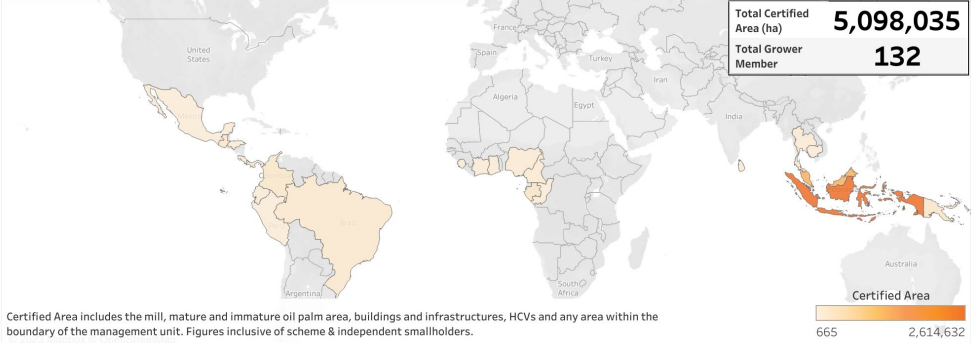 Total Certified Area (ha) 5,098,035
Total Grower Member 132
United States
France
Spain
Turkey
Algeria
Egypt
Iran
India
Argentina
South Africa
Australia
Certified Area includes the mill, mature and immature oil palm area, buildings and infrastructures, HCVs and any area within the
boundary of the management unit. Figures inclusive of scheme & independent smallholders.
Certified Area
665 2,614,632